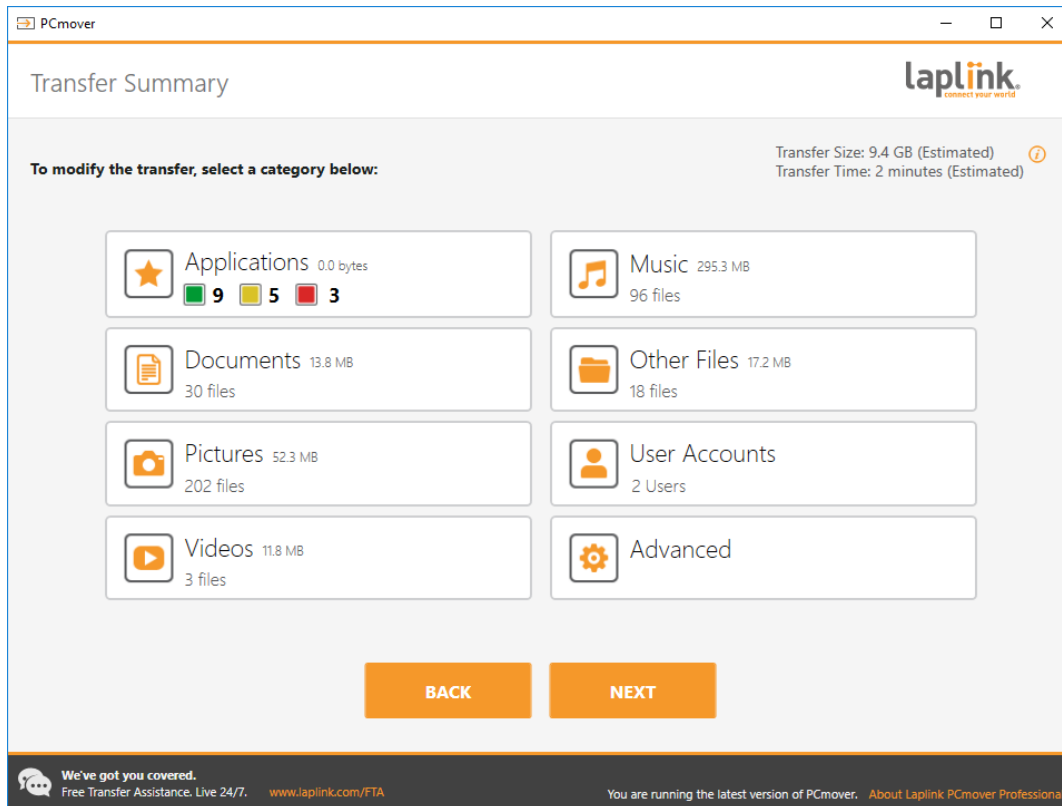 PCmover
Transfer Summary
laplink.
connect your world.
To modify the transfer, select a category below:
Transfer Size: 9.4 GB (Estimated)
Transfer Time: 2 minutes (Estimated)
i
Applications 0.0 bytes
9 5 3
Music 295.3 MB
96 files
Documents 13.8 MB
30 files
Other Files 17.2 MB
18 files
Pictures 52.3 MB
202 files
User Accounts
2 Users
Videos 11.8 MB
3 files
Advanced
BACK
NEXT
We've got you covered.
Free Transfer Assistance. Live 24/7. www.laplink.com/FTA
You are running the latest version of PCmover. About Laplink PCmover Professiona